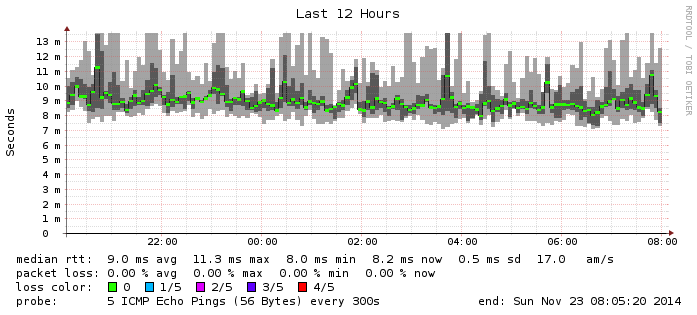 Last 12 Hours
RRDTOOL / TOBI OETIKER
Seconds
13 m
12 m
11 m
10 m
9 m
8 m
7 m
6 m
5 m
4 m
3 m
2 m
1 m
0
22:00 00:00 02:00 04:00 06:00 08:00
median rtt: 9.0 ms avg 11.3 ms max 8.0 ms min 8.2 ms now 0.5 ms sd 17.0 am/s
packet loss: 0.00 % avg 0.00 % max 0.00 % min 0.00 % now
loss color: 0 1/5 2/5 3/5 4/5
probe: 5 ICMP Echo Pings (56 Bytes) every 300s end: Sun Nov 23 08:05:20 2014